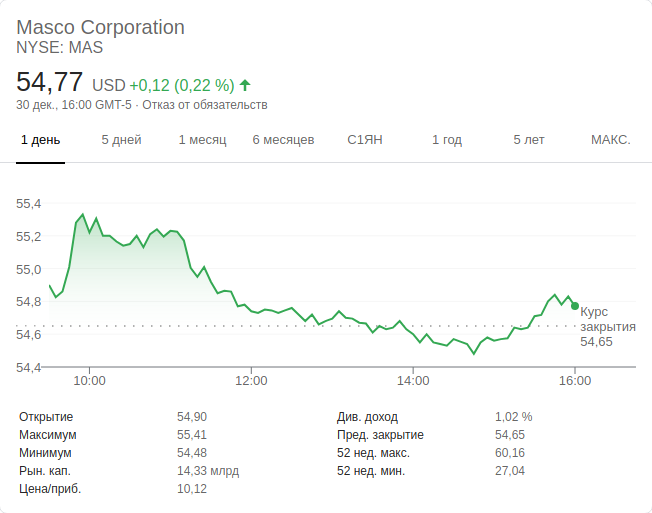 Masco Corporation
NYSE: MAS
54,77 USD +0,12 (0,22 %)
30 дек., 16:00 GMT-5 · Отказ от обязательств
1 день 5 дней 1 месяц 6 месяцев С1ЯН 1 год 5 лет МАКС.
55,4
55,2
55,0
54,8
54,6
54,4
Курс
закрытия
54,65
10:00 12:00 14:00 16:00
Открытие 54,90 Див. доход 1,02 %
Максимум 55,41 Пред. закрытие 54,65
Минимум 54,48 52 нед. макс. 60,16
Рын. кап. 14,33 млрд 52 нед. мин. 27,04
Цена/приб. 10,12